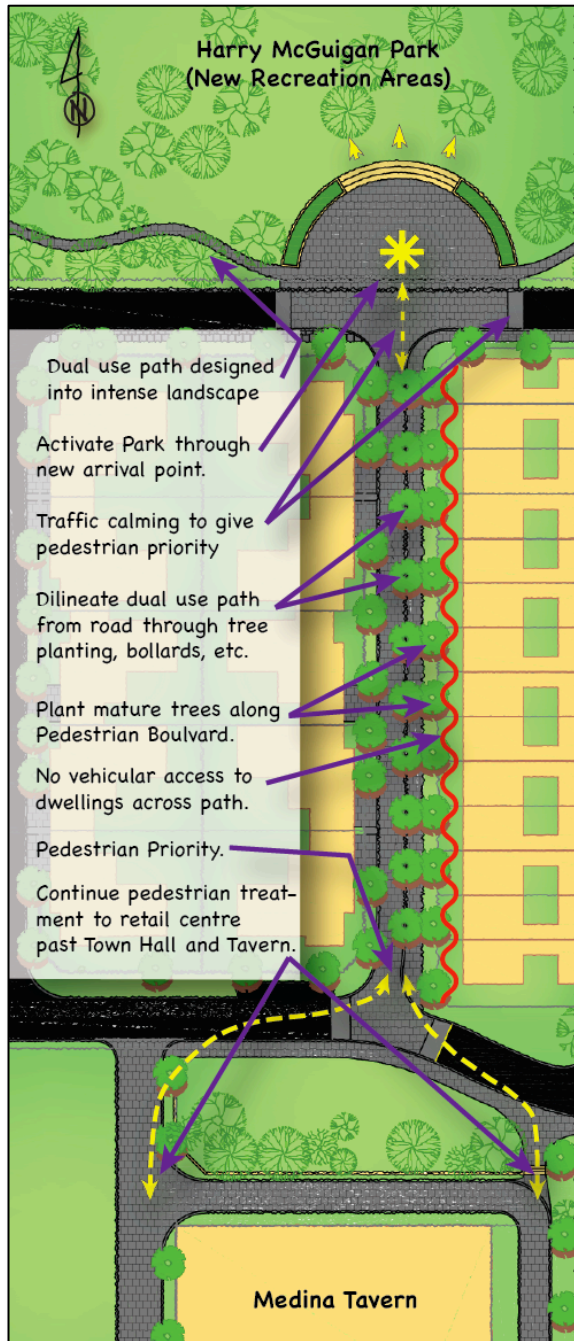 Harry McGuigan Park
(New Recreation Areas)
N
Dual use path designed
into intense landscape
Activate Park through
new arrival point.
Traffic calming to give
pedestrian priority
Dilineate dual use path
from road through tree
planting, bollards, etc.
Plant mature trees along
Pedestrian Boulvard.
No vehicular access to
dwellings across path.
Pedestrian Priority.
Continue pedestrian treat-
ment to retail centre
past Town Hall and Tavern.
Medina Tavern